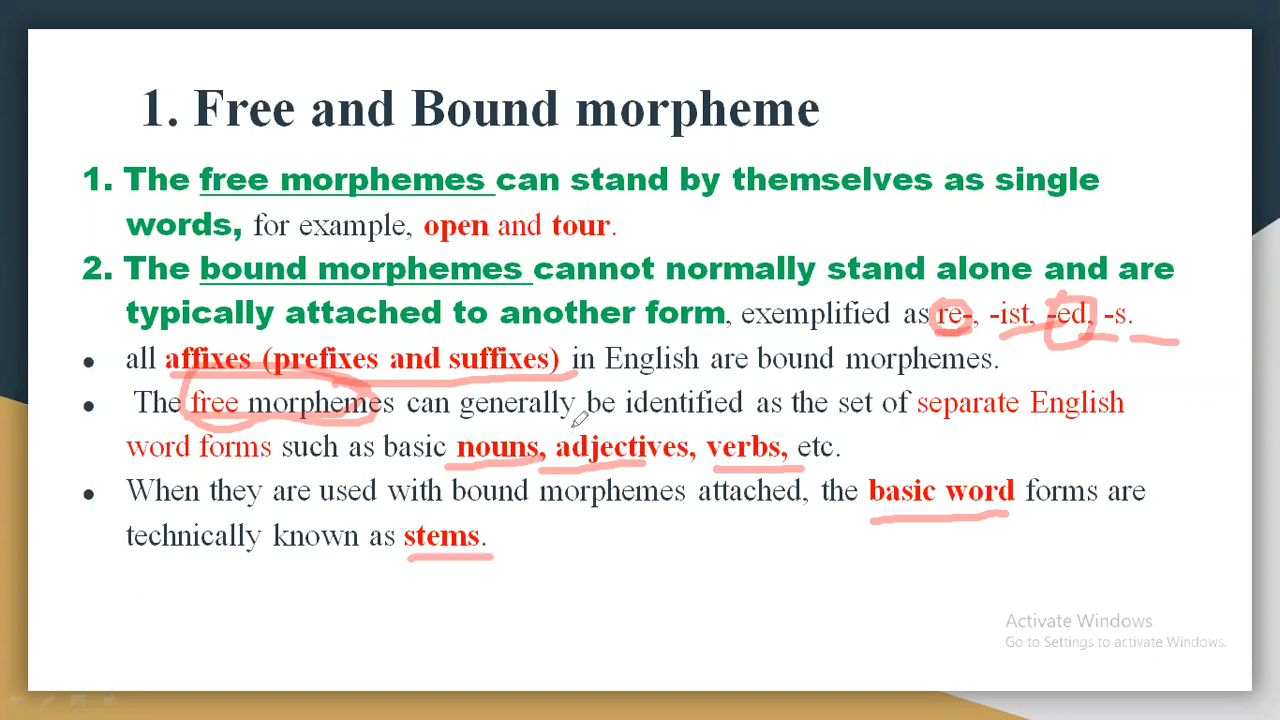 1. Free and Bound morpheme
1. The free morphemes can stand by themselves as single
words, for example, open and tour.
2. The bound morphemes cannot normally stand alone and are
typically attached to another form, exemplified as re-, -ist, -ed, -s.
● all affixes (prefixes and suffixes) in English are bound morphemes.
● The free morphemes can generally be identified as the set of separate English
word forms such as basic nouns, adjectives, verbs, etc.
● When they are used with bound morphemes attached, the basic word forms are
technically known as stems.
Activate Windows
Go to Settings to activate Windows.